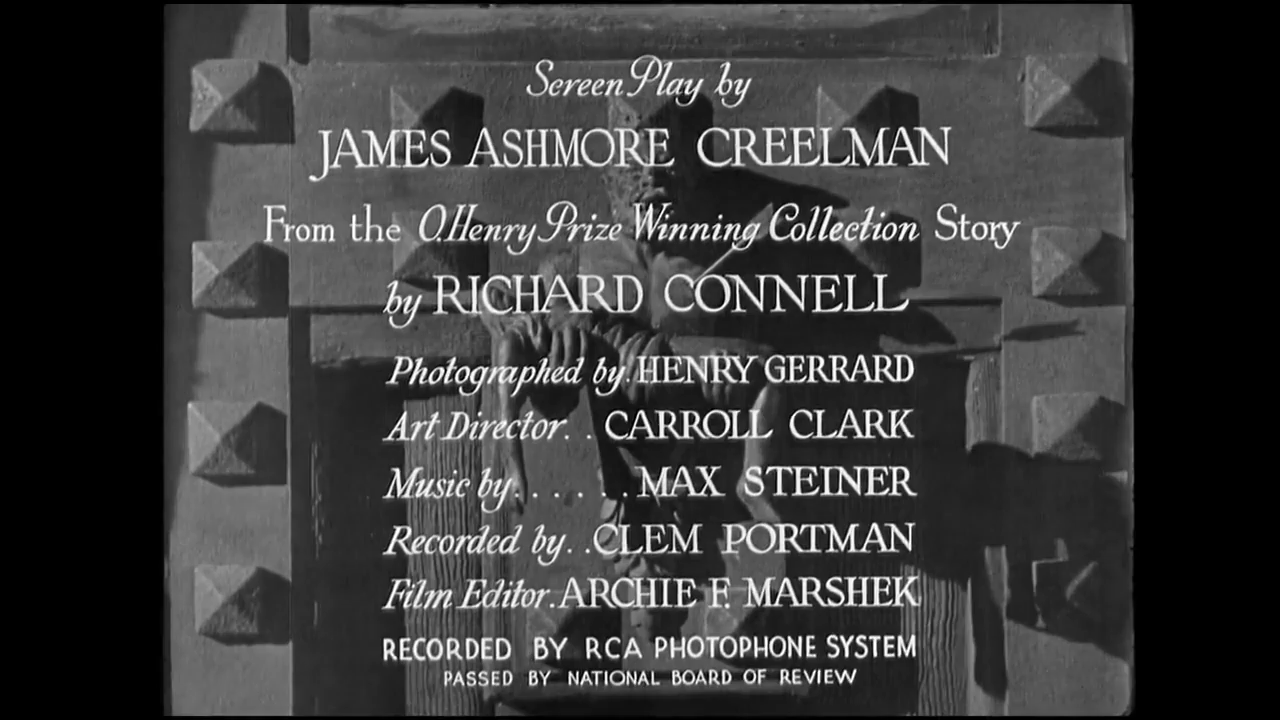 Screen Play by
JAMES ASHMORE CREELMAN
From the O.Henry Prize Winning Collection Story
by RICHARD CONNELL
Photographed by. HENRY GERRARD
Art Director. . CARROLL CLARK
Music by. . . . . . MAX STEINER
Recorded by. . CLEM PORTMAN
Film Editor. ARCHIE F. MARSHEK
RECORDED BY RCA PHOTOPHONE SYSTEM
PASSED BY NATIONAL BOARD OF REVIEW